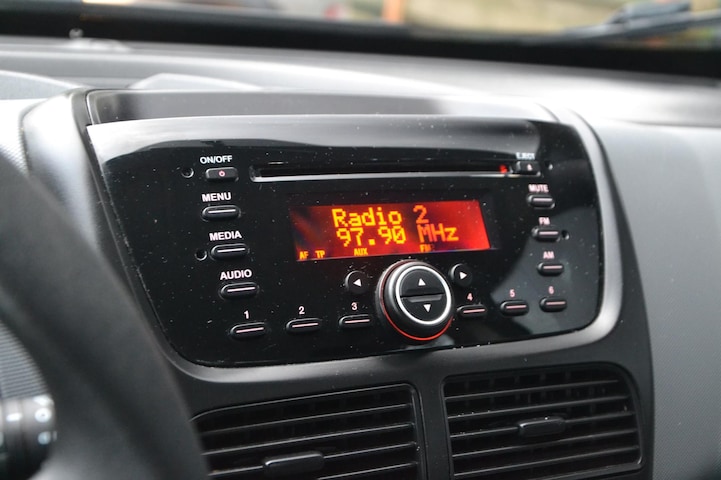 ON/OFF
EJECT
MENU
MUTE
Radio 2
97.90 MHz
AF TP AUX FM
MEDIA
FM
AUDIO
AM
1 2 3 4 5 6